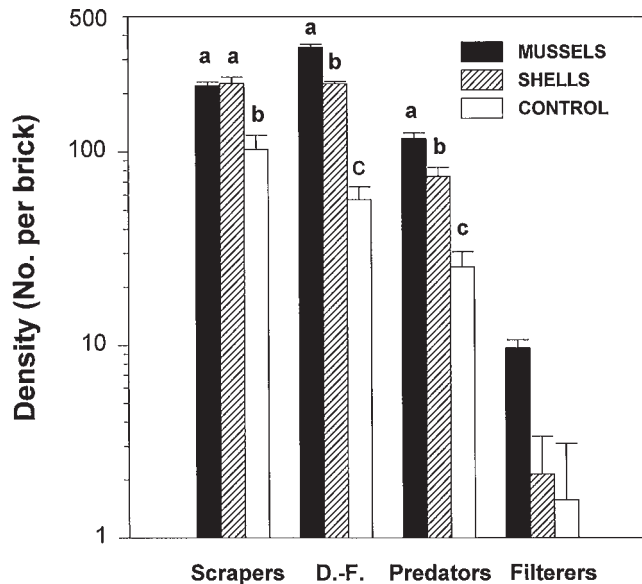 500
100
10
1
Density (No. per brick)
MUSSELS
SHELLS
CONTROL
a a b
a b c
a b c
Scrapers D.-F. Predators Filterers